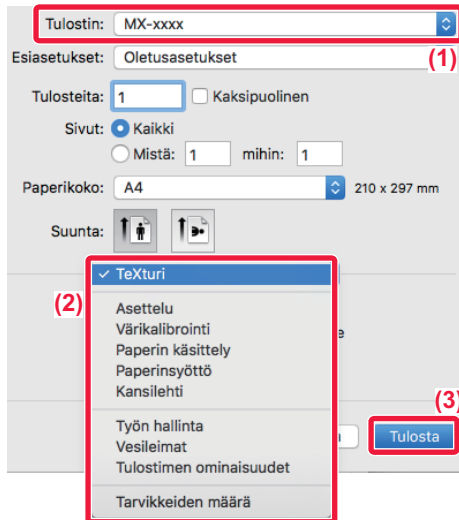 Tulostin: MX-xxxx
Esiasetukset: Oletusasetukset
(1)
Tulosteita: 1 Kaksipuolinen
Sivut: Kaikki
Mistä: 1 mihin: 1
Paperikoko: A4 210 x 297 mm
Suunta:
✓ TeXturi
(2)
Asettelu
Värikalibrointi
Paperin käsittely
Paperinsyöttö
Kansilehti
Työn hallinta
Vesileimat
Tulostimen ominaisuudet
Tarvikkeiden määrä
(3)
Tulosta